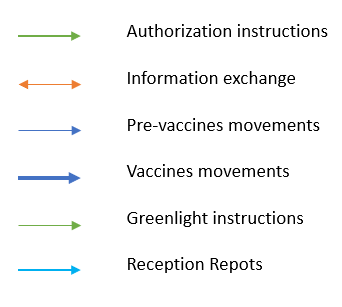 Authorization instructions
Information exchange
Pre-vaccines movements
Vaccines movements
Greenlight instructions
Reception Repots